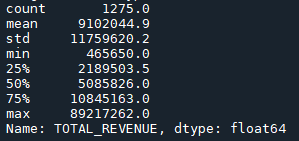 count 1275.0
mean 9102044.9
std 11759620.2
min 465650.0
25% 2189503.5
50% 5085826.0
75% 10845163.0
max 89217262.0
Name: TOTAL_REVENUE, dtype: float64